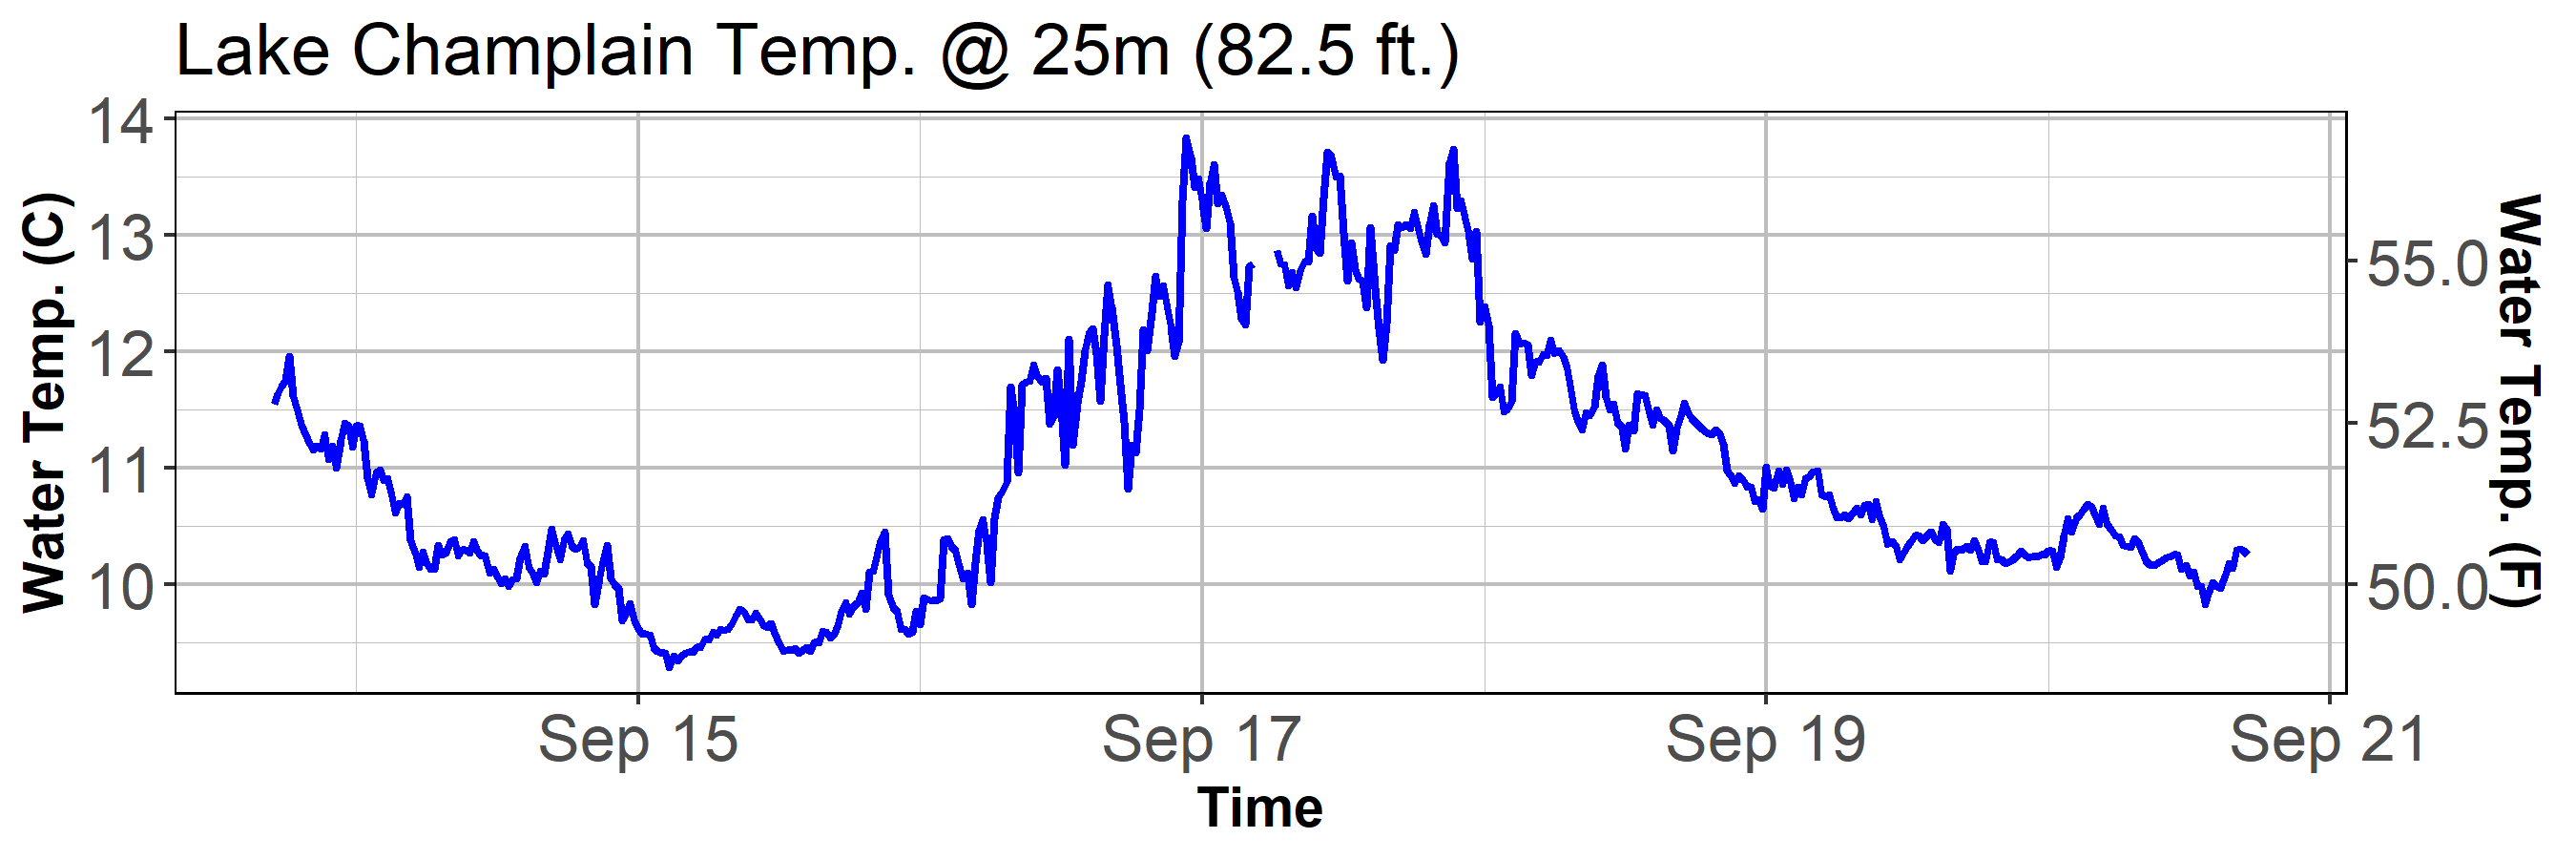 Lake Champlain Temp. @ 25m (82.5 ft.)
Water Temp. (C)
14
13
12
11
10
55.0
52.5
50.0
Water Temp. (F)
Sep 15
Sep 17
Sep 19
Sep 21
Time